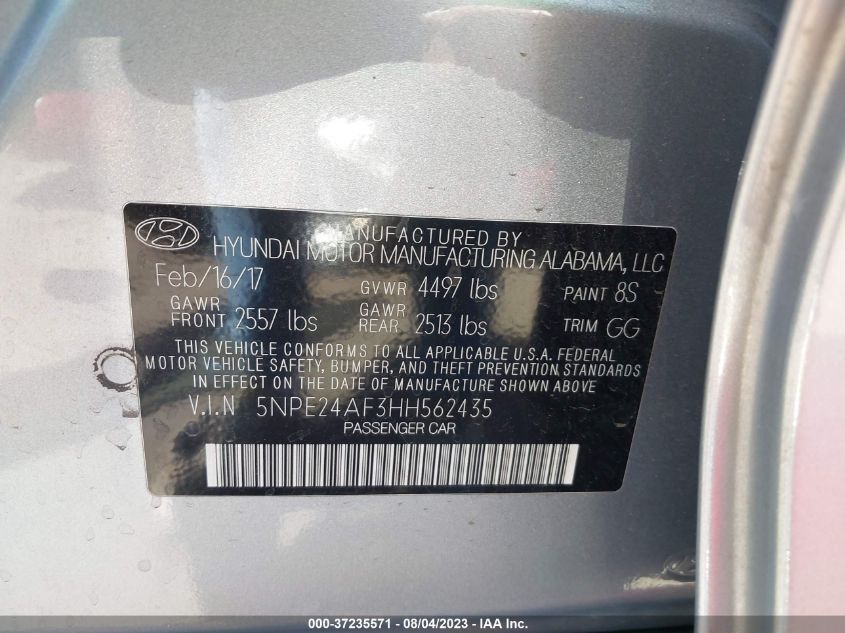 MANUFACTURED BY
HYUNDAI MOTOR MANUFACTURING ALABAMA, LLC
Feb/16/17 GVWR 4497 lbs PAINT 8S
GAWR FRONT 2557 lbs GAWR REAR 2513 lbs TRIM GG
THIS VEHICLE CONFORMS TO ALL APPLICABLE U.S.A. FEDERAL
MOTOR VEHICLE SAFETY, BUMPER, AND THEFT PREVENTION STANDARDS
IN EFFECT ON THE DATE OF MANUFACTURE SHOWN ABOVE
V.I.N 5NPE24AF3HH562435
PASSENGER CAR
000-37235571 - 08/04/2023 - IAA Inc.